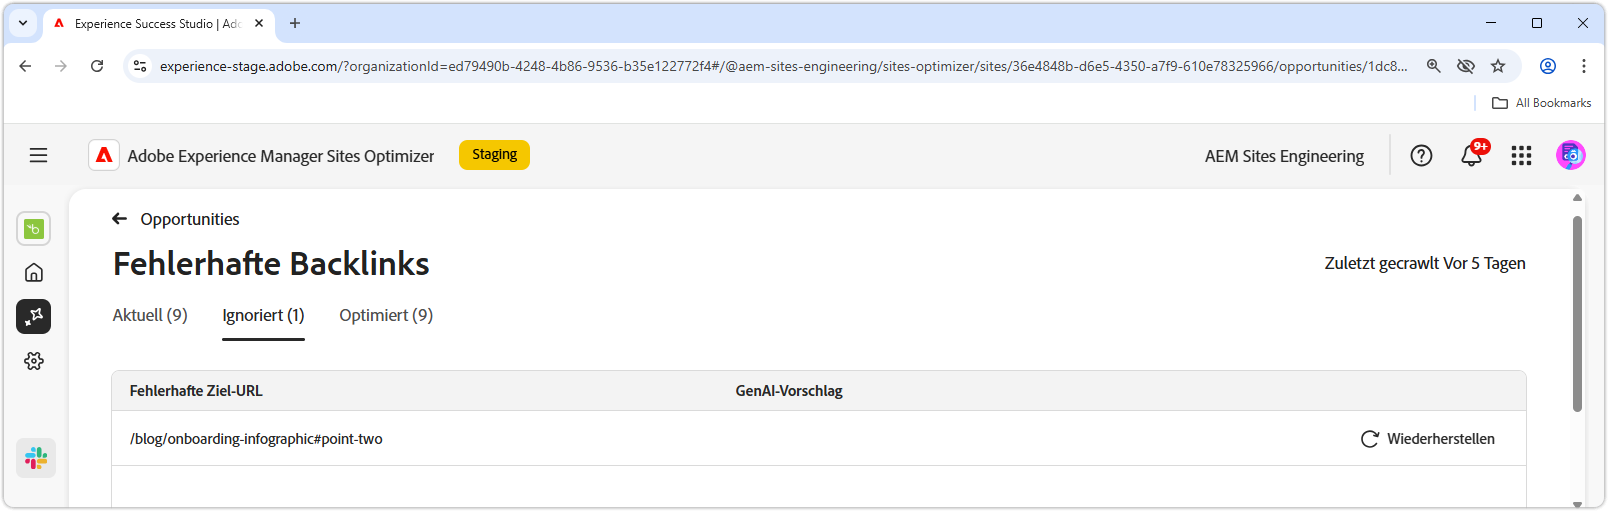 Experience Success Studio | Ado
experience-stage.adobe.com/?organizationId=ed79490b-4248-4b86-9536-b35e122772f4#/@aem-sites-engineering/sites-optimizer/sites/36e4848b-d6e5-4350-a7f9-610e78325966/opportunities/1dc8...
All Bookmarks
Adobe Experience Manager Sites Optimizer
Staging
AEM Sites Engineering
9+
Opportunities
Fehlerhafte Backlinks
Zuletzt gecrawlt Vor 5 Tagen
Aktuell (9)
Ignoriert (1)
Optimiert (9)
Fehlerhafte Ziel-URL
GenAI-Vorschlag
/blog/onboarding-infographic#point-two
Wiederherstellen